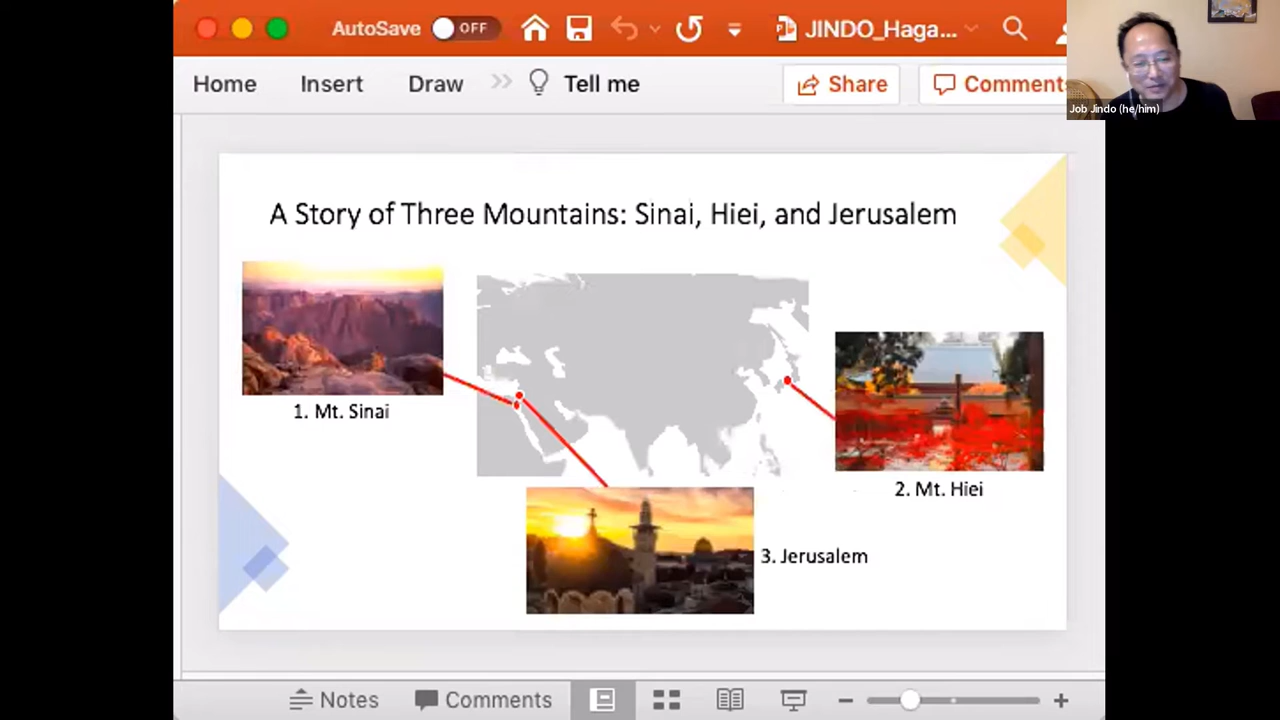 AutoSave OFF JINDO_Haga...
Home Insert Draw Tell me Share Comment
Job Jindo (he/him)
A Story of Three Mountains: Sinai, Hiei, and Jerusalem
1. Mt. Sinai
2. Mt. Hiei
3. Jerusalem
Notes Comments